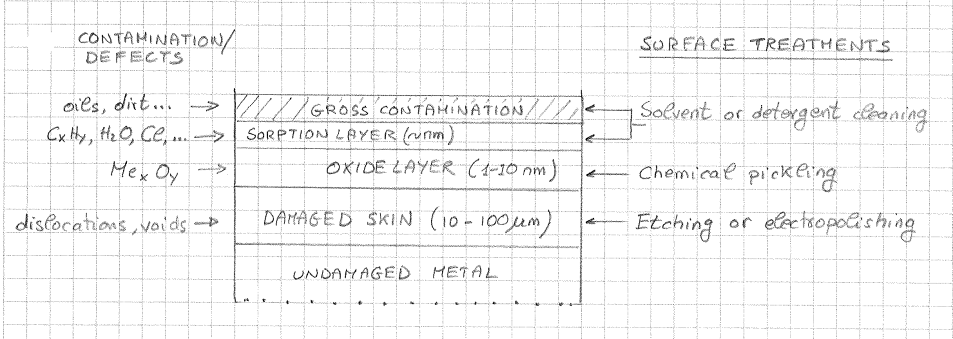 CONTAMINATION/
DEFECTS
SURFACE TREATMENTS
oils, dirt...
GROSS CONTAMINATION
Solvent or detergent cleaning
CxHy, H2O, Cl, ...
SORPTION LAYER (~nm)
MexOy
OXIDE LAYER (1-10 nm)
Chemical pickling
dislocations, voids
DAMAGED SKIN (10-100 μm)
Etching or electropolishing
UNDAMAGED METAL